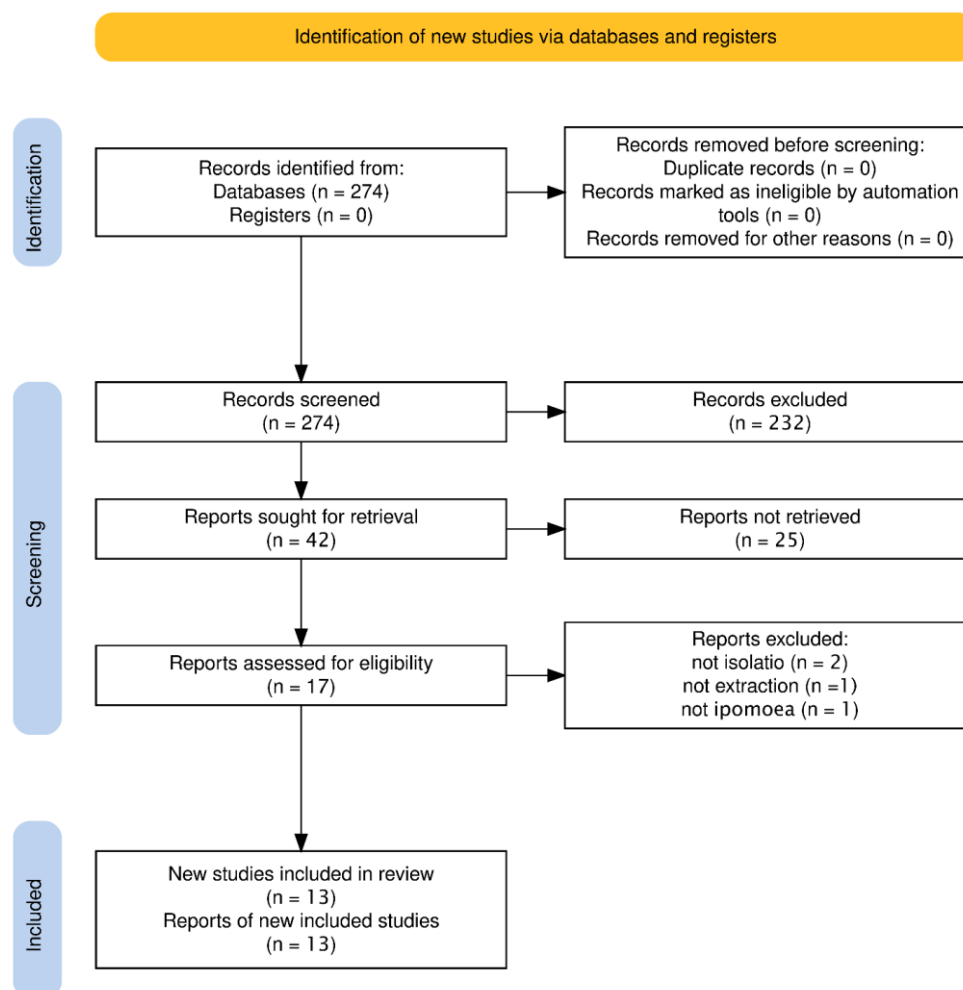 Identification of new studies via databases and registers
Identification
Records identified from:
Databases (n = 274)
Registers (n = 0)
Records removed before screening:
Duplicate records (n = 0)
Records marked as ineligible by automation
tools (n = 0)
Records removed for other reasons (n = 0)
Screening
Records screened
(n = 274)
Records excluded
(n = 232)
Reports sought for retrieval
(n = 42)
Reports not retrieved
(n = 25)
Reports assessed for eligibility
(n = 17)
Reports excluded:
not isolatio (n = 2)
not extraction (n =1)
not ipomoea (n = 1)
Included
New studies included in review
(n = 13)
Reports of new included studies
(n = 13)